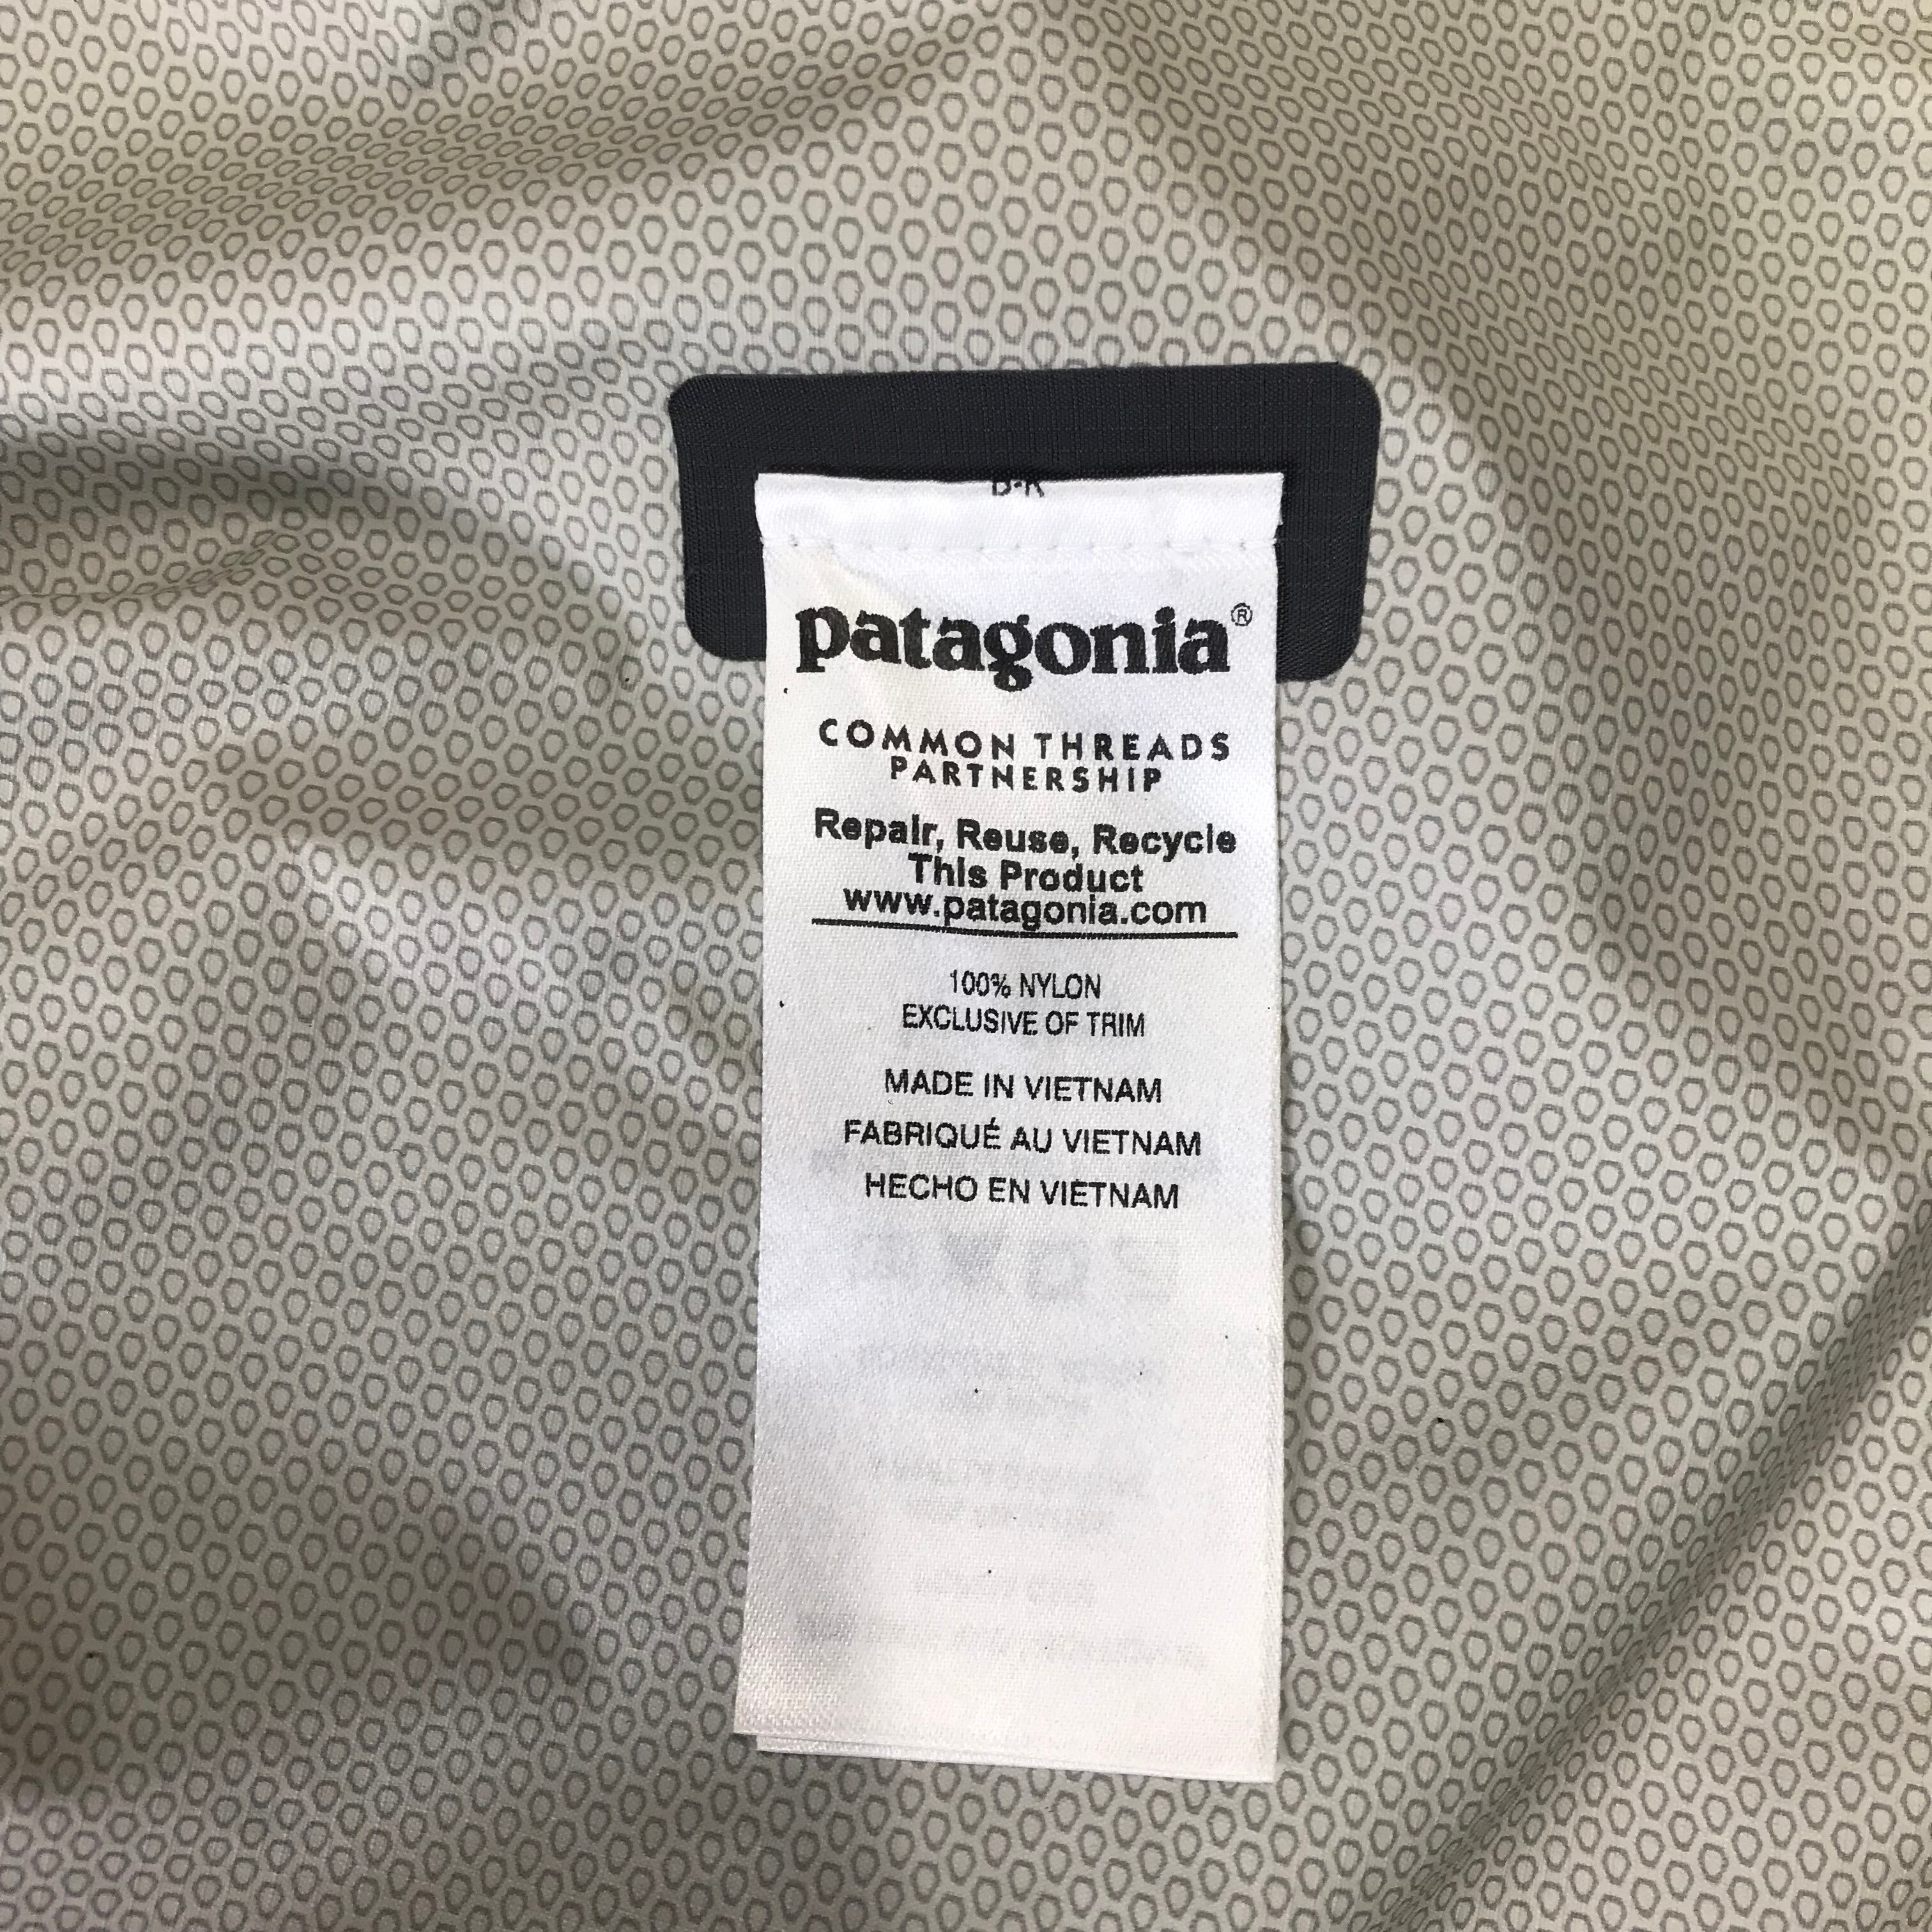 patagonia®
COMMON THREADS
PARTNERSHIP
Repair, Reuse, Recycle
This Product
www.patagonia.com
100% NYLON
EXCLUSIVE OF TRIM
MADE IN VIETNAM
FABRIQUÉ AU VIETNAM
HECHO EN VIETNAM